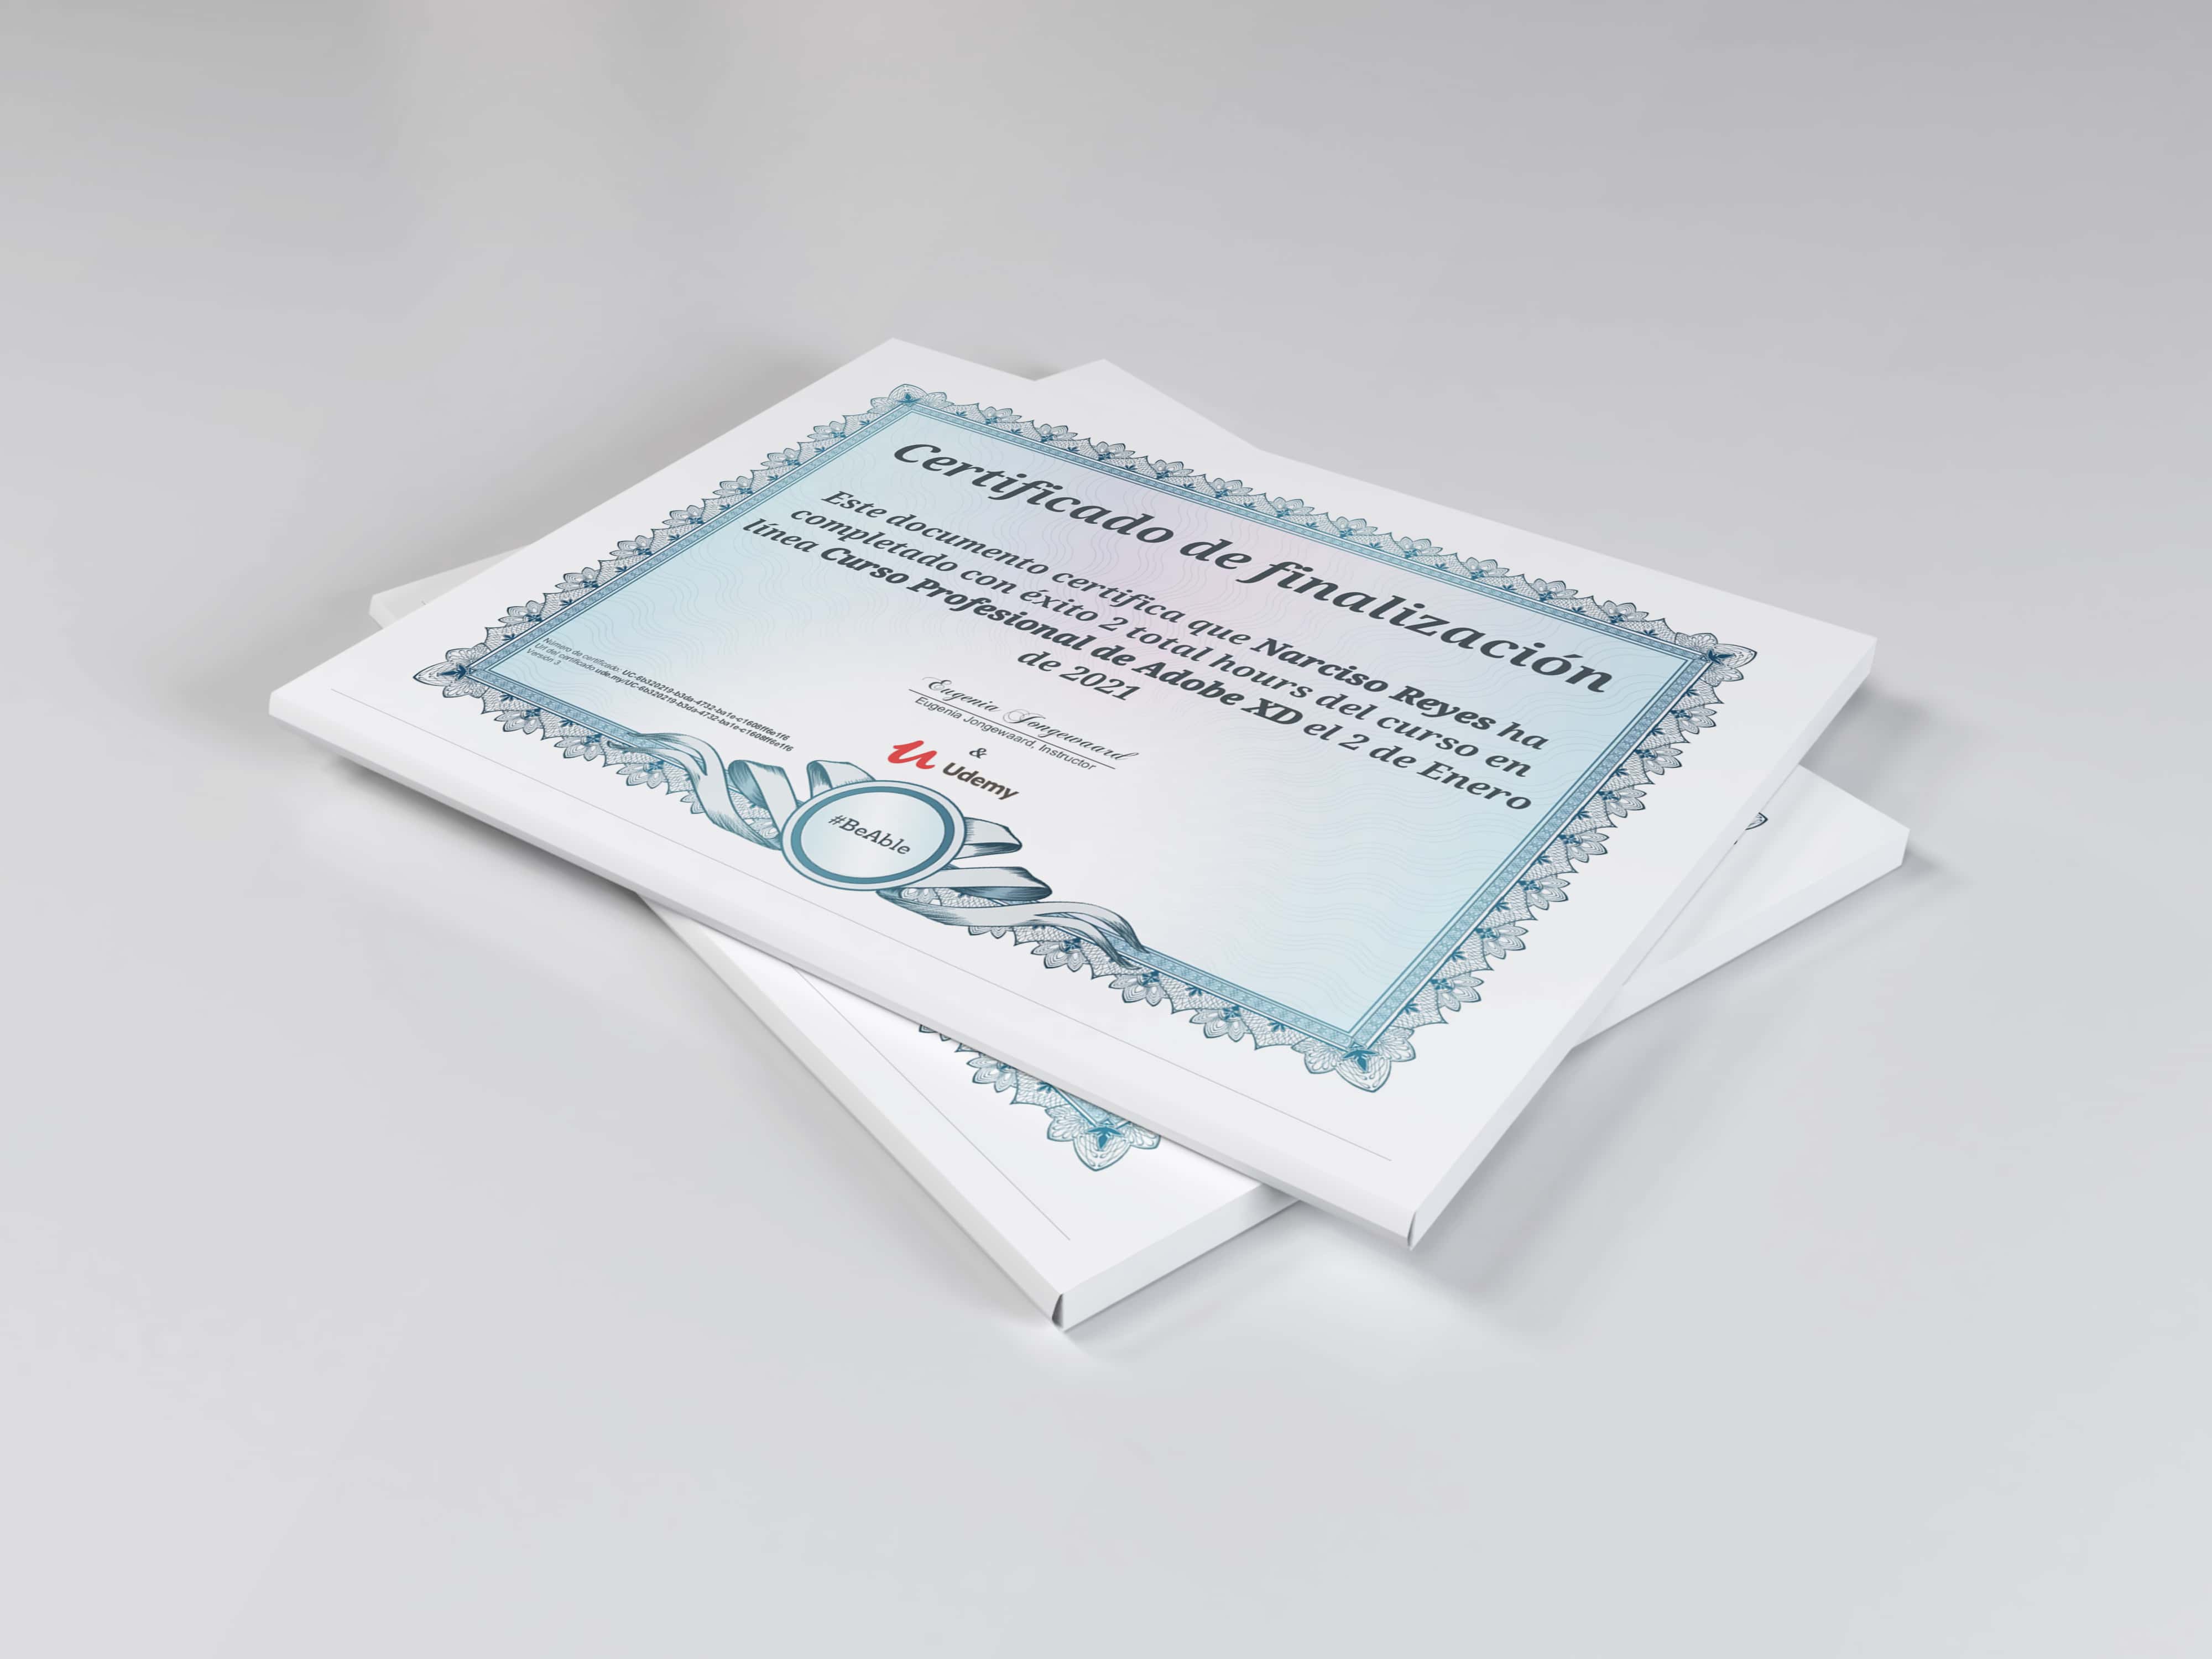 Certificado de finalización
Este documento certifica que Narciso Reyes ha
completado con éxito 2 total hours del curso en
línea Curso Profesional de Adobe XD el 2 de Enero
de 2021
Eugenia Jongewaard
Eugenia Jongewaard, Instructor
&
Udemy
Número de certificado: UC-6b320219-b3da-4732-ba1e-c1608ff6e1f6
Url del certificado: ude.my/UC-6b320219-b3da-4732-ba1e-c1608ff6e1f6
Versión 3
#BeAble